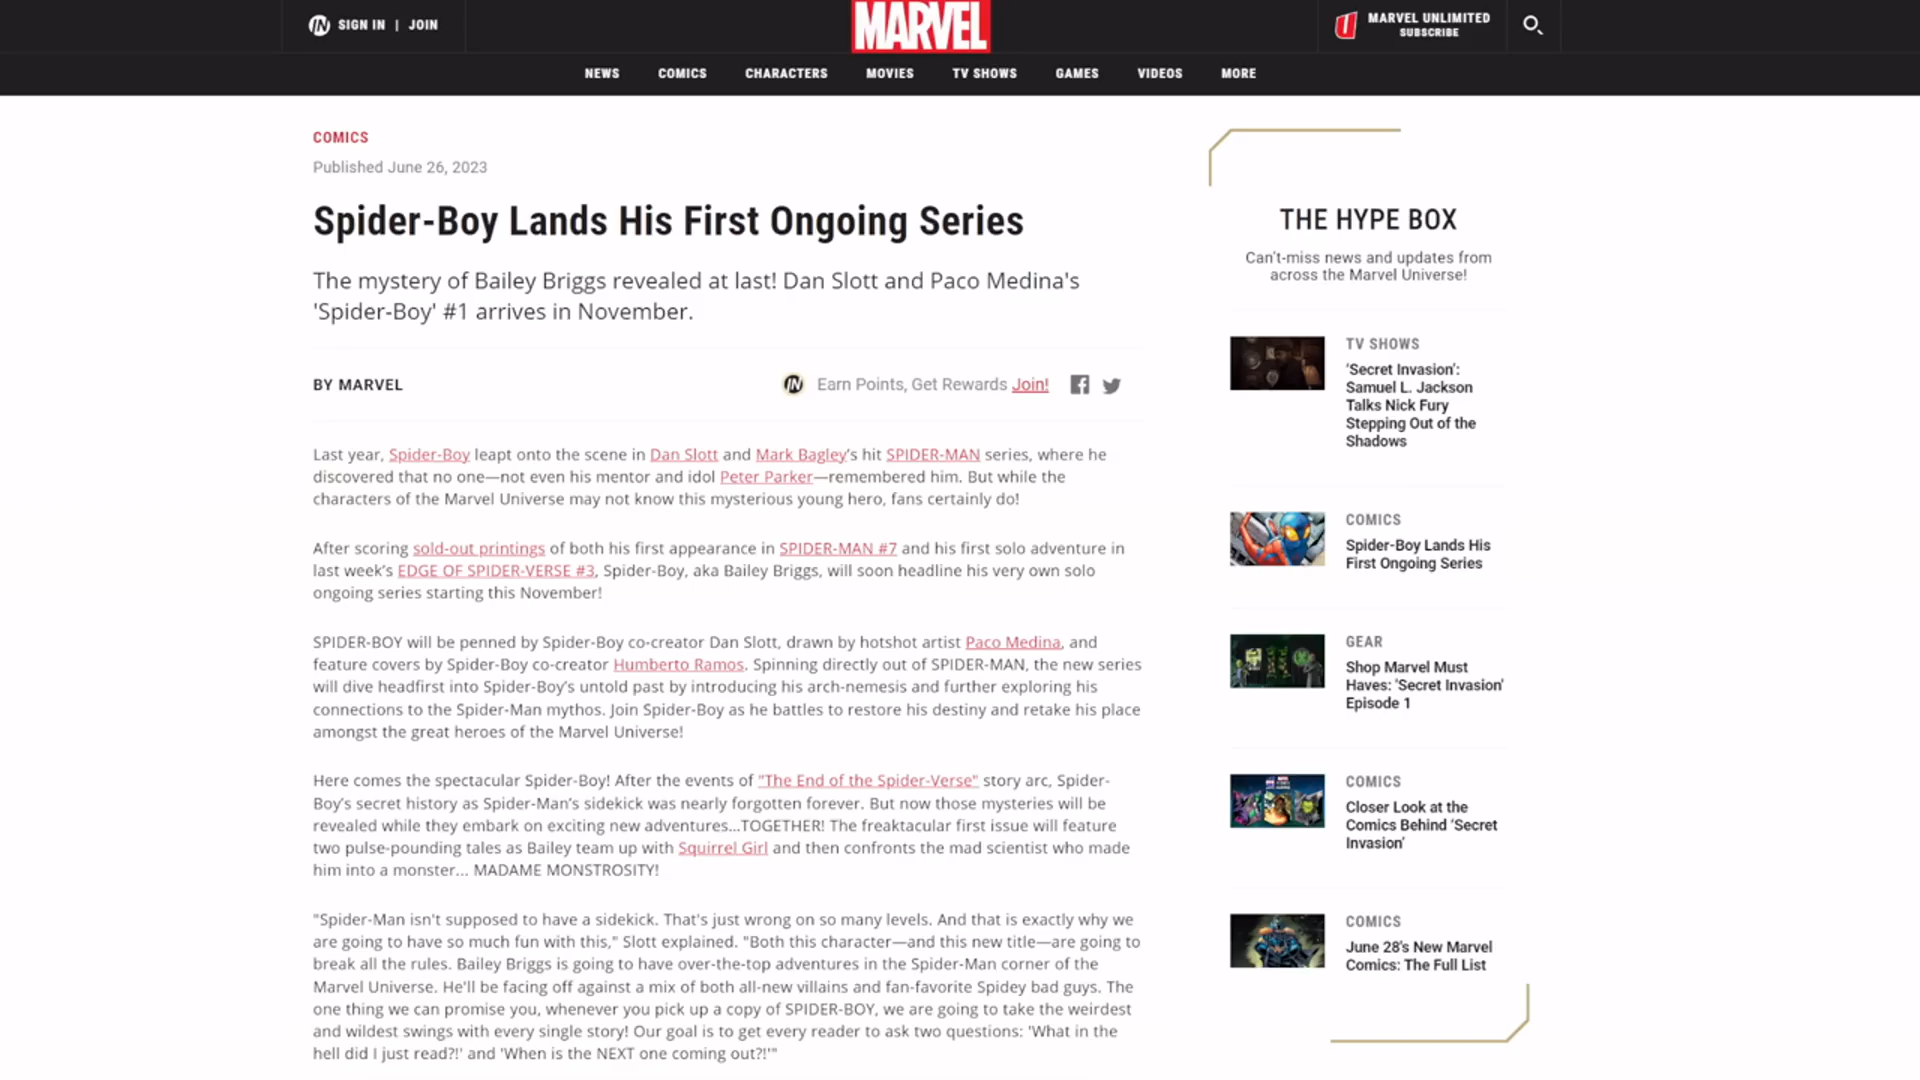 IN SIGN IN | JOIN
MARVEL
MARVEL UNLIMITED
SUBSCRIBE
NEWS COMICS CHARACTERS MOVIES TV SHOWS GAMES VIDEOS MORE
COMICS
Published June 26, 2023
Spider-Boy Lands His First Ongoing Series
The mystery of Bailey Briggs revealed at last! Dan Slott and Paco Medina's
'Spider-Boy' #1 arrives in November.
BY MARVEL
IN Earn Points, Get Rewards Join!
Last year, Spider-Boy leapt onto the scene in Dan Slott and Mark Bagley's hit SPIDER-MAN series, where he
discovered that no one—not even his mentor and idol Peter Parker—remembered him. But while the
characters of the Marvel Universe may not know this mysterious young hero, fans certainly do!
After scoring sold-out printings of both his first appearance in SPIDER-MAN #7 and his first solo adventure in
last week's EDGE OF SPIDER-VERSE #3, Spider-Boy, aka Bailey Briggs, will soon headline his very own solo
ongoing series starting this November!
SPIDER-BOY will be penned by Spider-Boy co-creator Dan Slott, drawn by hotshot artist Paco Medina, and
feature covers by Spider-Boy co-creator Humberto Ramos. Spinning directly out of SPIDER-MAN, the new series
will dive headfirst into Spider-Boy's untold past by introducing his arch-nemesis and further exploring his
connections to the Spider-Man mythos. Join Spider-Boy as he battles to restore his destiny and retake his place
amongst the great heroes of the Marvel Universe!
Here comes the spectacular Spider-Boy! After the events of "The End of the Spider-Verse" story arc, Spider-
Boy's secret history as Spider-Man's sidekick was nearly forgotten forever. But now those mysteries will be
revealed while they embark on exciting new adventures...TOGETHER! The freaktacular first issue will feature
two pulse-pounding tales as Bailey team up with Squirrel Girl and then confronts the mad scientist who made
him into a monster... MADAME MONSTROSITY!
"Spider-Man isn't supposed to have a sidekick. That's just wrong on so many levels. And that is exactly why we
are going to have so much fun with this," Slott explained. "Both this character—and this new title—are going to
break all the rules. Bailey Briggs is going to have over-the-top adventures in the Spider-Man corner of the
Marvel Universe. He'll be facing off against a mix of both all-new villains and fan-favorite Spidey bad guys. The
one thing we can promise you, whenever you pick up a copy of SPIDER-BOY, we are going to take the weirdest
and wildest swings with every single story! Our goal is to get every reader to ask two questions: 'What in the
hell did I just read?!' and 'When is the NEXT one coming out?!'"
THE HYPE BOX
Can't-miss news and updates from
across the Marvel Universe!
TV SHOWS
'Secret Invasion':
Samuel L. Jackson
Talks Nick Fury
Stepping Out of the
Shadows
COMICS
Spider-Boy Lands His
First Ongoing Series
GEAR
Shop Marvel Must
Haves: 'Secret Invasion'
Episode 1
COMICS
Closer Look at the
Comics Behind 'Secret
Invasion'
COMICS
June 28's New Marvel
Comics: The Full List